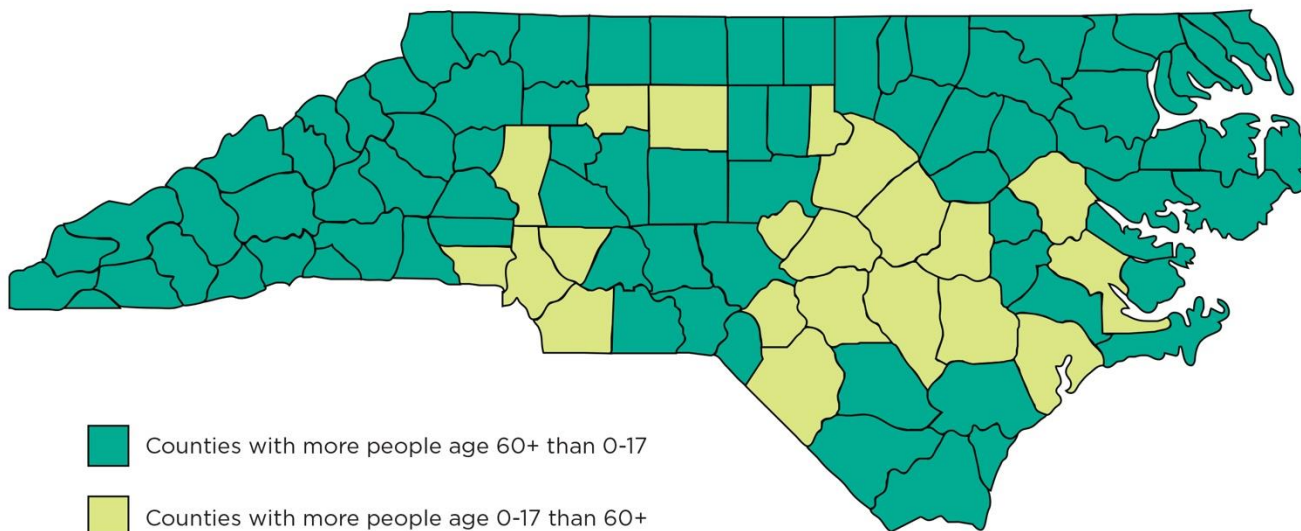 Counties with more people age 60+ than 0-17
Counties with more people age 0-17 than 60+